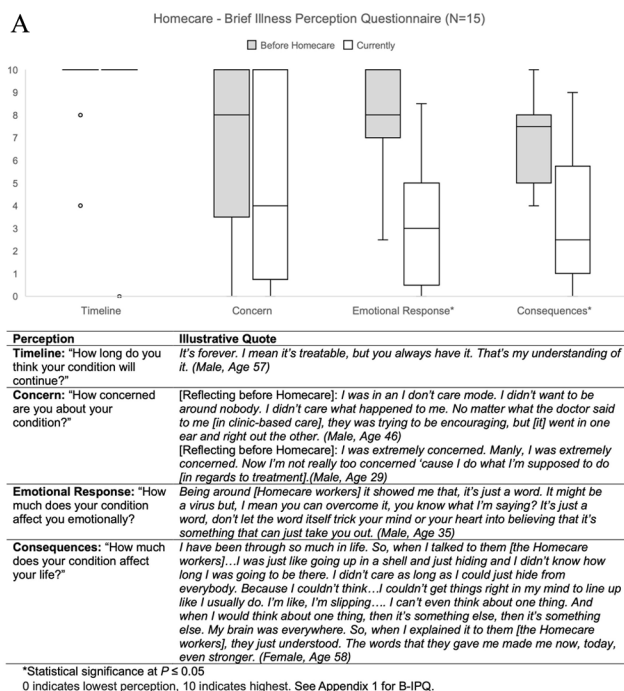 A
Homecare - Brief Illness Perception Questionnaire (N=15)
Before Homecare Currently
10
9
8
7
6
5
4
3
2
1
0
Timeline Concern Emotional Response* Consequences*
Perception Illustrative Quote
Timeline: “How long do you think your condition will continue?”
It’s forever. I mean it’s treatable, but you always have it. That’s my understanding of
it. (Male, Age 57)
Concern: “How concerned
are you about your
condition?”
[Reflecting before Homecare]: I was in an I don’t care mode. I didn’t want to be
around nobody. I didn’t care what happened to me. No matter what the doctor said
to me [in clinic-based care], they was trying to be encouraging, but [it] went in one
ear and right out the other. (Male, Age 46)
[Reflecting before Homecare]: I was extremely concerned. Manly, I was extremely
concerned. Now I’m not really too concerned ‘cause I do what I’m supposed to do
[in regards to treatment].(Male, Age 29)
Emotional Response: “How
much does your condition
affect you emotionally?
Being around [Homecare workers] it showed me that, it’s just a word. It might be
a virus but, I mean you can overcome it, you know what I’m saying? It’s just a
word, don’t let the word itself trick your mind or your heart into believing that it’s
something that can just take you out. (Male, Age 35)
Consequences: “How much
does your condition affect
your life?”
I have been through so much in life. So, when I talked to them [the Homecare
workers]…I was just like going up in a shell and just hiding and I didn’t know how
long I was going to be there. I didn’t care as long as I could just hide from
everybody. Because I couldn’t think…I couldn’t get things right in my mind to line up
like I usually do. I’m like, I’m slipping…. I can’t even think about one thing. And
when I would think about one thing, then it’s something else, then it’s something
else. My brain was everywhere. So, when I explained it to them [the Homecare
workers], they just understood. The words that they gave me made me now, today,
even stronger. (Female, Age 58)
*Statistical significance at P ≤ 0.05
0 indicates lowest perception, 10 indicates highest. See Appendix 1 for B-IPQ.